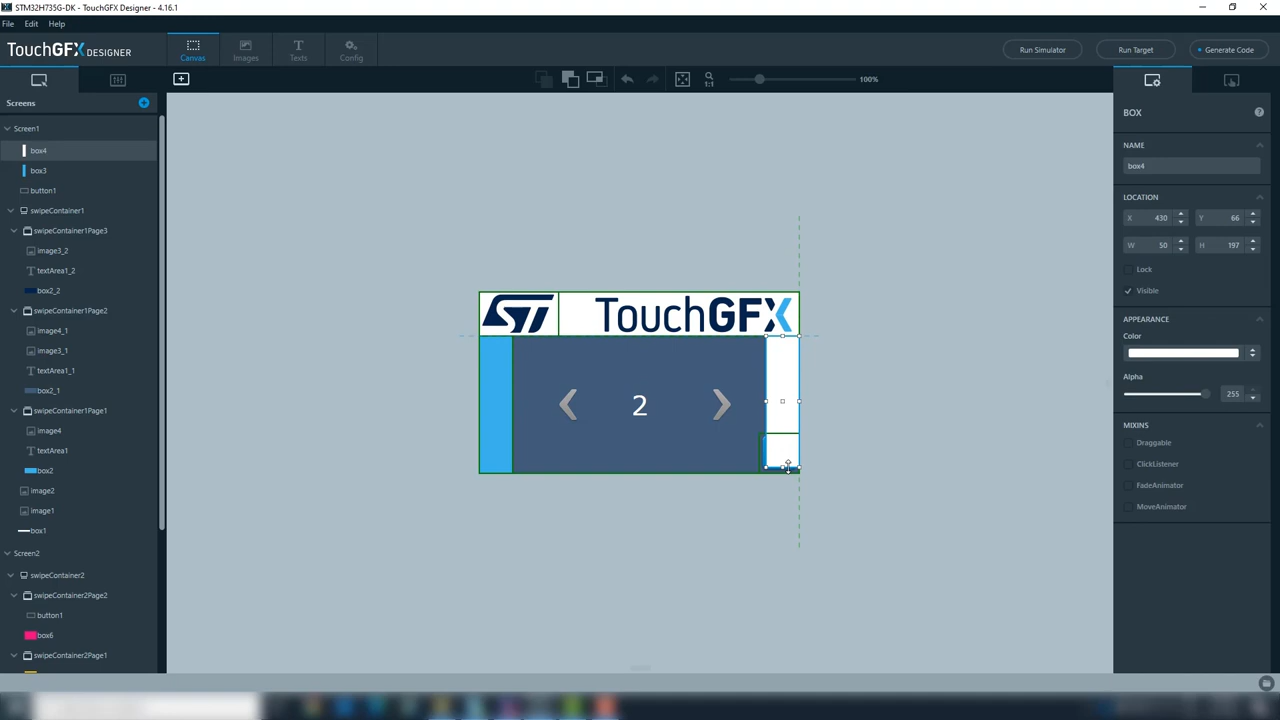 STM32H735G-DK - TouchGFX Designer - 4.16.1
File Edit Help
TouchGFX DESIGNER
Canvas
Images
Texts
Config
Run Simulator
Run Target
Generate Code
1:1
100%
Screens
Screen1
box4
box3
button1
swipeContainer1
swipeContainer1Page3
image3_2
textArea1_2
box2_2
swipeContainer1Page2
image4_1
image3_1
textArea1_1
box2_1
swipeContainer1Page1
image4
textArea1
box2
image2
image1
box1
Screen2
swipeContainer2
swipeContainer2Page2
button1
box6
swipeContainer2Page1
ST
TouchGFX
2
BOX
NAME
box4
LOCATION
X 430 Y 66
W 50 H 197
Lock
Visible
APPEARANCE
Color
Alpha
255
MIXINS
Draggable
ClickListener
FadeAnimator
MoveAnimator